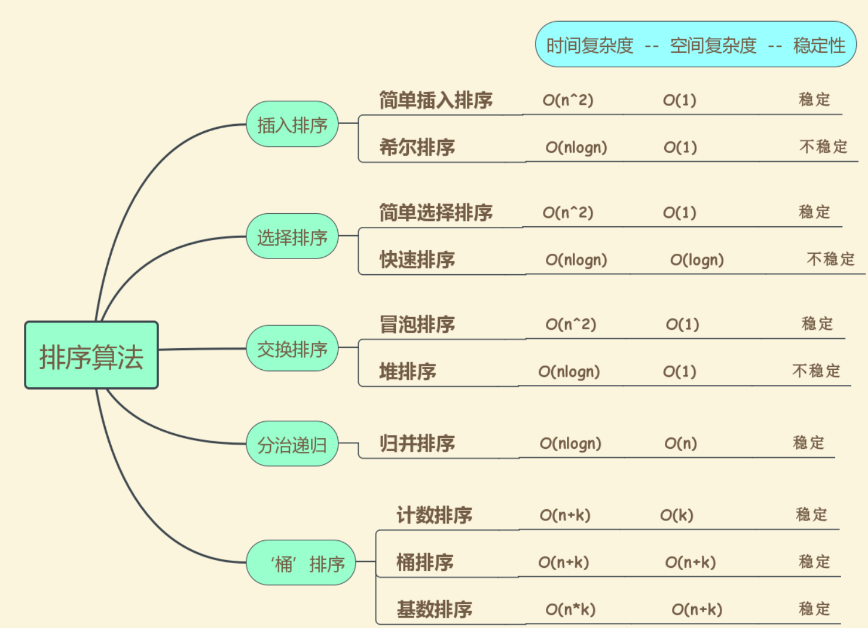 时间复杂度 -- 空间复杂度 -- 稳定性
排序算法
插入排序
简单插入排序 O(n^2) O(1) 稳定
希尔排序 O(nlogn) O(1) 不稳定
选择排序
简单选择排序 O(n^2) O(1) 稳定
快速排序 O(nlogn) O(logn) 不稳定
交换排序
冒泡排序 O(n^2) O(1) 稳定
堆排序 O(nlogn) O(1) 不稳定
分治递归
归并排序 O(nlogn) O(n) 稳定
‘桶’排序
计数排序 O(n+k) O(k) 稳定
桶排序 O(n+k) O(n+k) 稳定
基数排序 O(n*k) O(n+k) 稳定